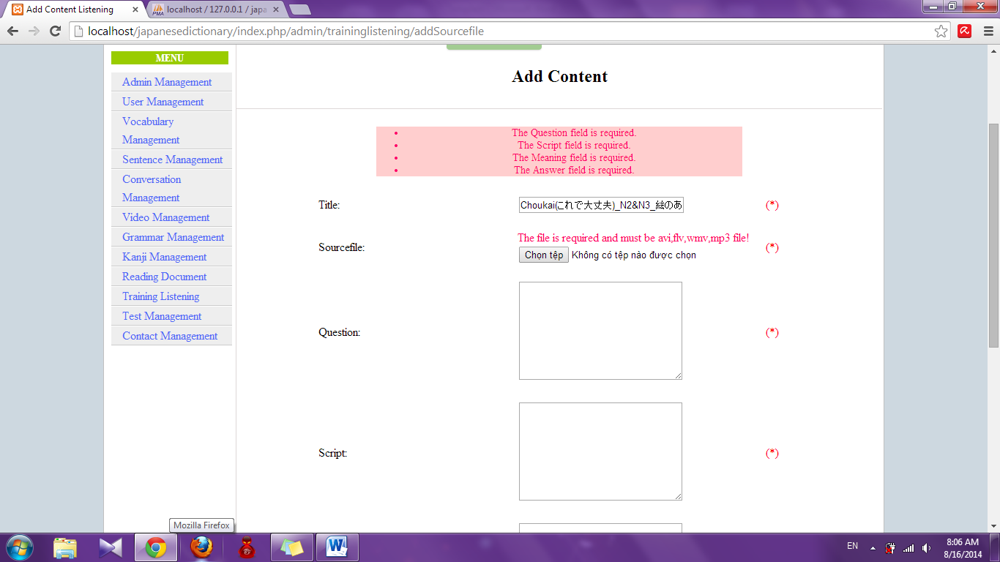 Add Content Listening
localhost / 127.0.0.1 / japa
localhost/japanesedictionary/index.php/admin/traininglistening/addSourcefile
MENU
Admin Management
User Management
Vocabulary
Management
Sentence Management
Conversation
Management
Video Management
Grammar Management
Kanji Management
Reading Document
Training Listening
Test Management
Contact Management
Add Content
• The Question field is required.
• The Script field is required.
• The Meaning field is required.
• The Answer field is required.
Title: Choukai(これで大丈夫)_N2&N3_絵のあ (*)
The file is required and must be avi,flv,wmv,mp3 file!
Sourcefile: Chọn tệp Không có tệp nào được chọn (*)
Question: (*)
Script: (*)
Mozilla Firefox
EN
8:06 AM
8/16/2014